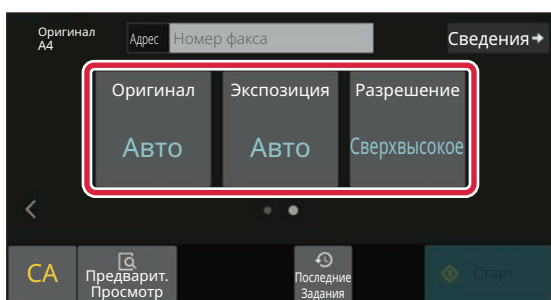 Оригинал
A4
Адрес Номер факса
Сведения
Оригинал Экспозиция Разрешение
Авто Авто Сверхвысокое
CA Предварит. Просмотр
Последние Задания
Старт